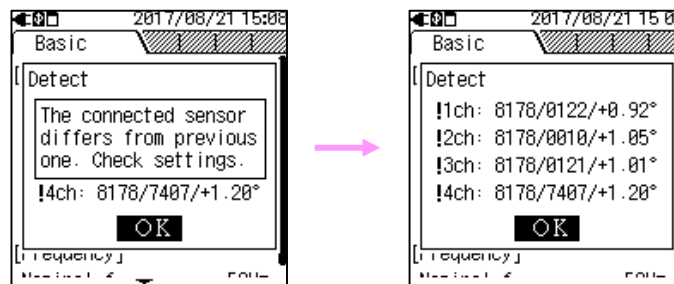 2017/08/21 15:08
Basic
[
Detect
The connected sensor
differs from previous
one. Check settings.
!4ch: 8178/7407/+1.20°
OK
[Frequency]
2017/08/21 15
Basic
[
Detect
!1ch: 8178/0122/+0.92°
!2ch: 8178/0010/+1.05°
!3ch: 8178/0121/+1.01°
!4ch: 8178/7407/+1.20°
OK
[Frequency]